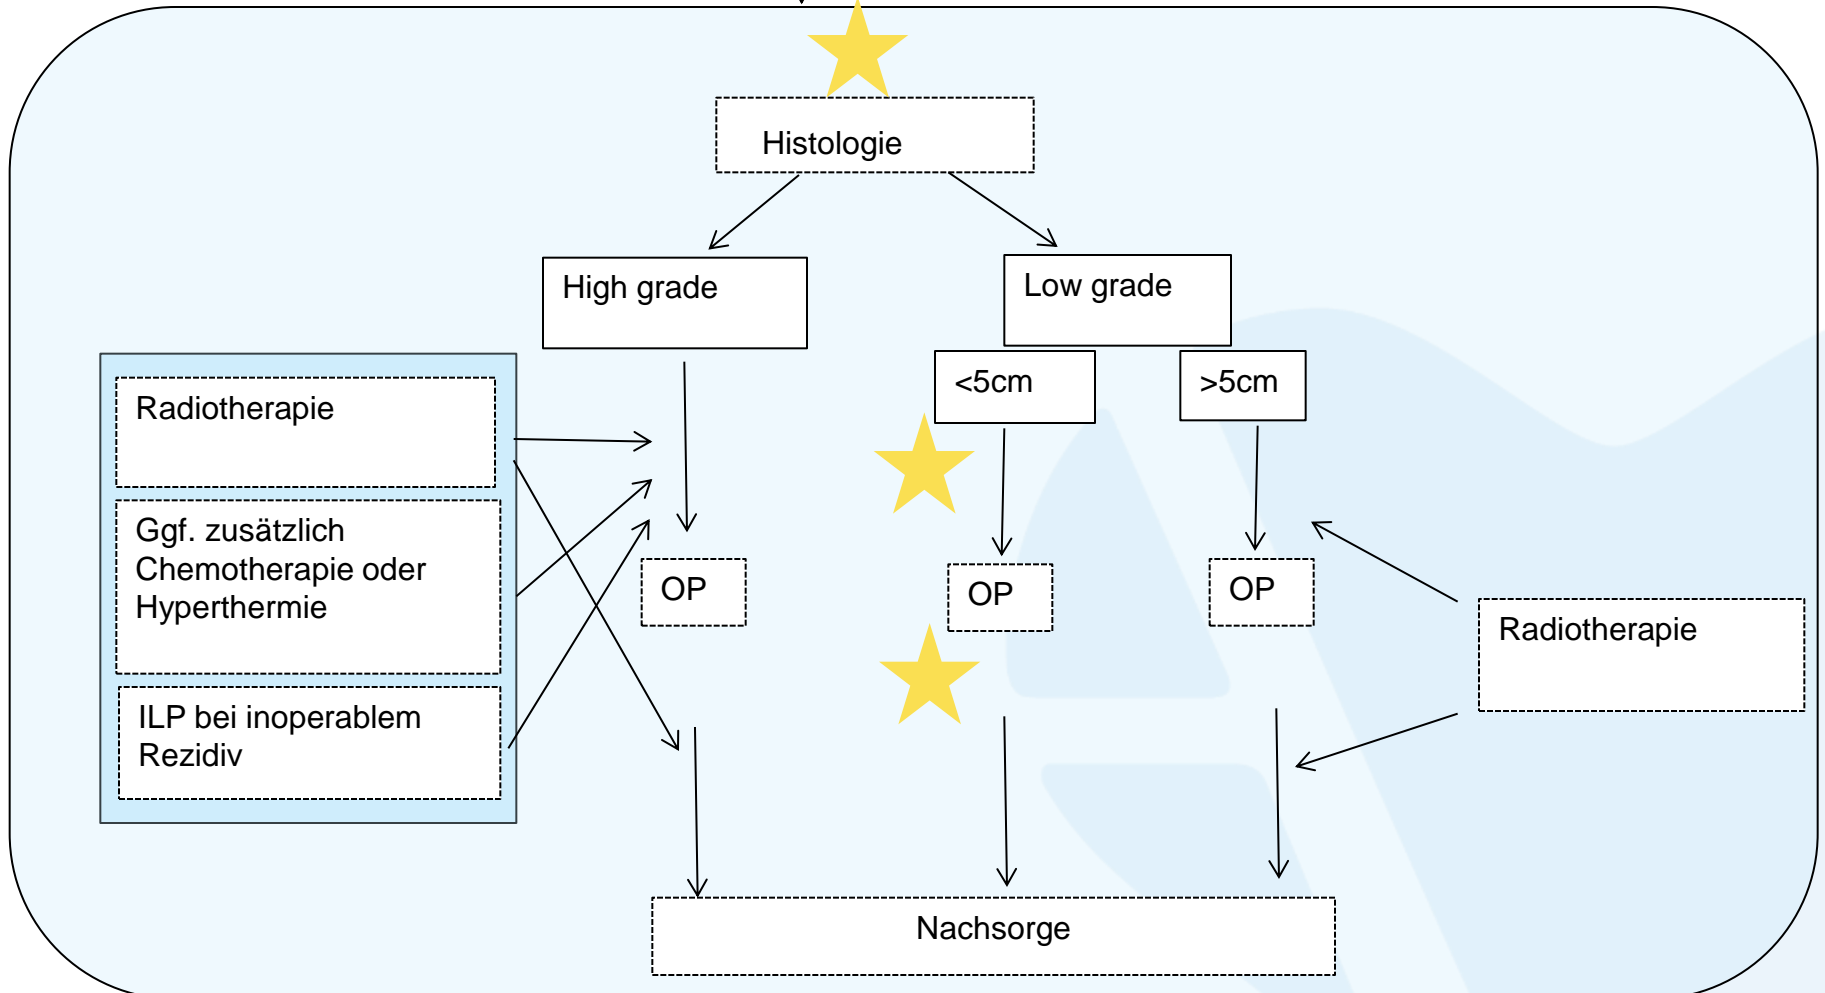 Histologie
High grade
Low grade
<5cm
>5cm
Radiotherapie
Ggf. zusätzlich
Chemotherapie oder
Hyperthermie
ILP bei inoperablem
Rezidiv
OP
OP
OP
Radiotherapie
Nachsorge